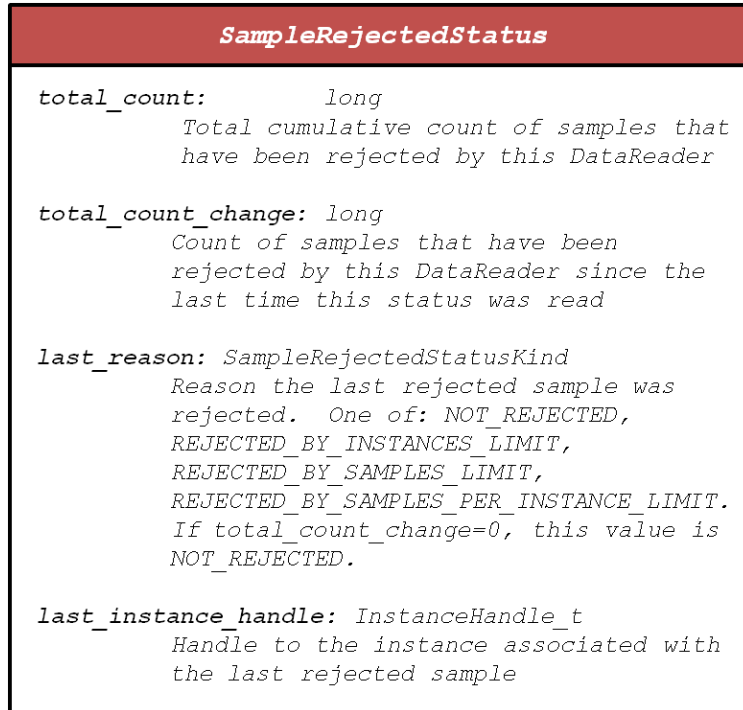 SampleRejectedStatus
total_count: long
Total cumulative count of samples that
have been rejected by this DataReader
total_count_change: long
Count of samples that have been
rejected by this DataReader since the
last time this status was read
last_reason: SampleRejectedStatusKind
Reason the last rejected sample was
rejected. One of: NOT_REJECTED,
REJECTED_BY_INSTANCES_LIMIT,
REJECTED_BY_SAMPLES_LIMIT,
REJECTED_BY_SAMPLES_PER_INSTANCE_LIMIT.
If total_count_change=0, this value is
NOT_REJECTED.
last_instance_handle: InstanceHandle_t
Handle to the instance associated with
the last rejected sample